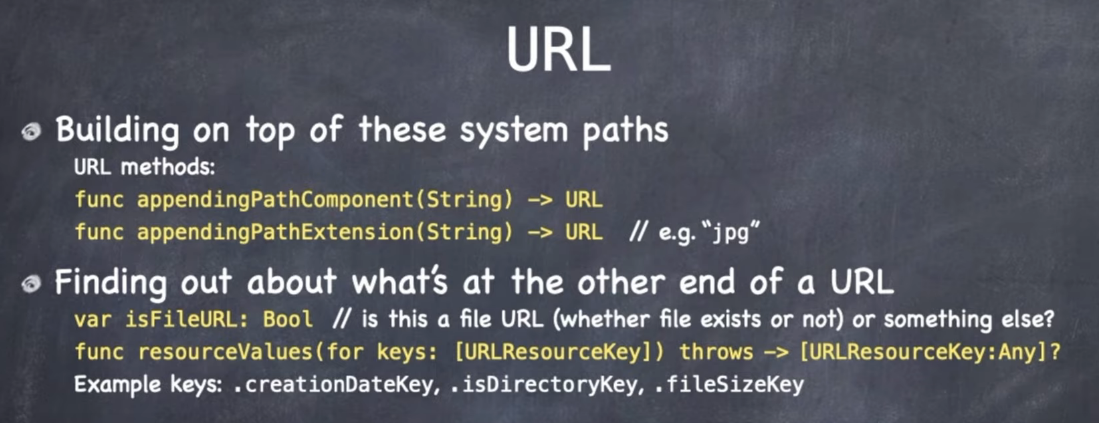 URL
Building on top of these system paths
URL methods:
func appendingPathComponent(String) -> URL
func appendingPathExtension(String) -> URL // e.g. “jpg”
Finding out about what’s at the other end of a URL
var isFileURL: Bool // is this a file URL (whether file exists or not) or something else?
func resourceValues(for keys: [URLResourceKey]) throws -> [URLResourceKey:Any]?
Example keys: .creationDateKey, .isDirectoryKey, .fileSizeKey